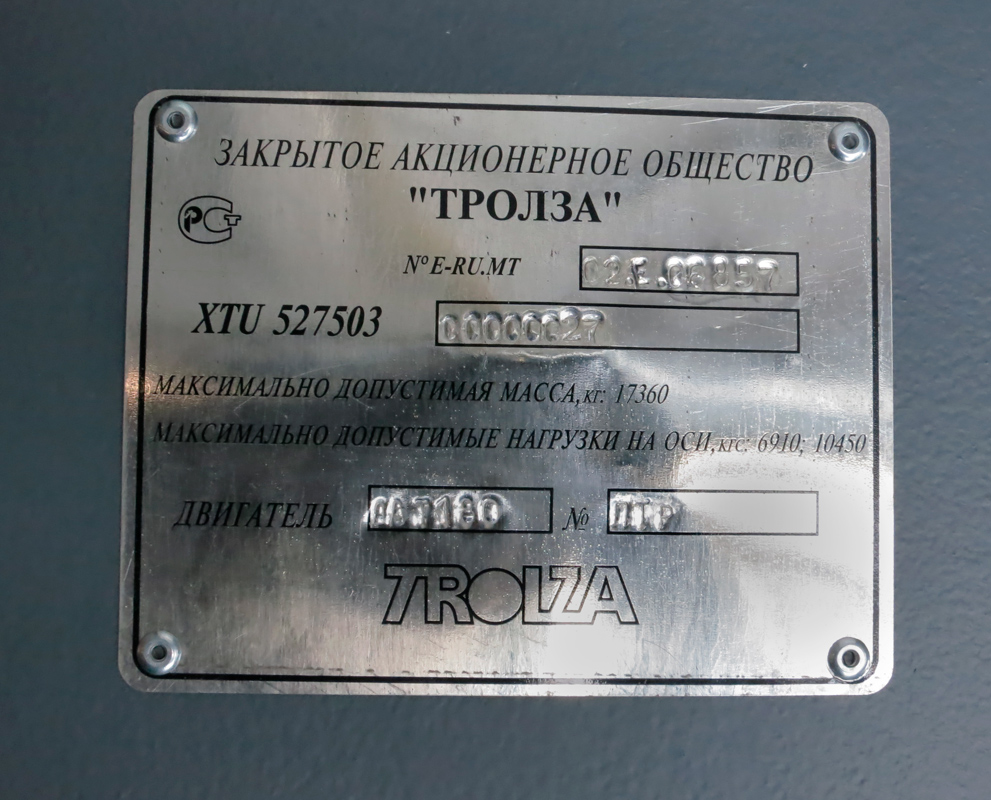 ЗАКРЫТОЕ АКЦИОНЕРНОЕ ОБЩЕСТВО
"ТРОЛЗА"
РСТ
№ E-RU.MT 02.E.06857
XTU 527503 00000027
МАКСИМАЛЬНО ДОПУСТИМАЯ МАССА,кг: 17360
МАКСИМАЛЬНО ДОПУСТИМЫЕ НАГРУЗКИ НА ОСИ,кгс: 6910; 10450
ДВИГАТЕЛЬ № ПТР
TROLZA